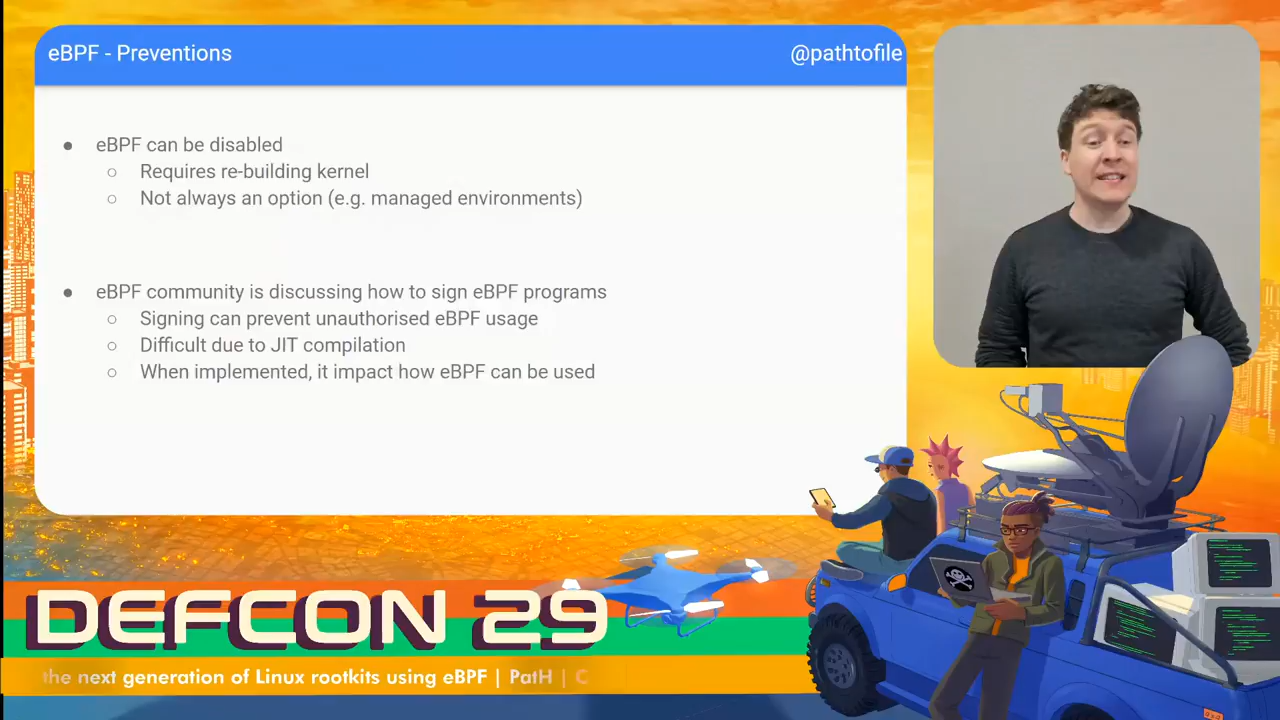 eBPF - Preventions
@pathtofile
● eBPF can be disabled
○ Requires re-building kernel
○ Not always an option (e.g. managed environments)
● eBPF community is discussing how to sign eBPF programs
○ Signing can prevent unauthorised eBPF usage
○ Difficult due to JIT compilation
○ When implemented, it impact how eBPF can be used
DEFCON 29
the next generation of Linux rootkits using eBPF | PatH | C